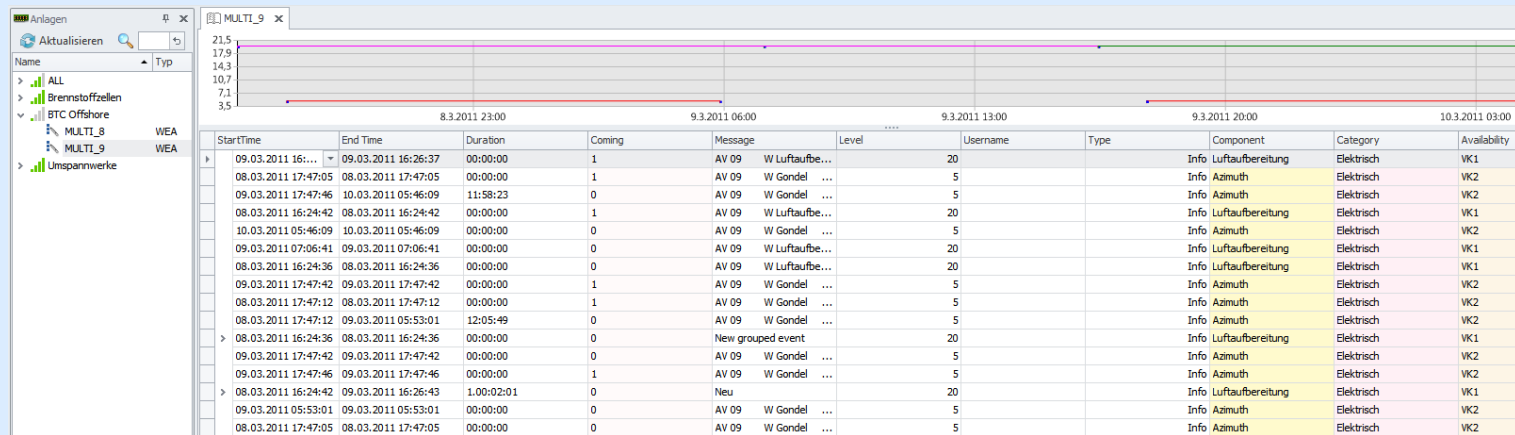 Anlagen
Aktualisieren
Name Typ
ALL
Brennstoffzellen
BTC Offshore
MULTI_8 WEA
MULTI_9 WEA
Umspannwerke
MULTI_9
21,5
17,9
14,3
10,7
7,1
3,5
8.3.2011 23:00 9.3.2011 06:00 9.3.2011 13:00 9.3.2011 20:00 10.3.2011 03:00
StartTime End Time Duration Coming Message Level Username Type Component Category Availability
09.03.2011 16:... 09.03.2011 16:26:37 00:00:00 1 AV 09 W Luftaufbe... 20 Info Luftaufbereitung Elektrisch VK1
08.03.2011 17:47:05 08.03.2011 17:47:05 00:00:00 1 AV 09 W Gondel ... 5 Info Azimuth Elektrisch VK2
09.03.2011 17:47:46 10.03.2011 05:46:09 11:58:23 0 AV 09 W Gondel ... 5 Info Azimuth Elektrisch VK2
08.03.2011 16:24:42 08.03.2011 16:24:42 00:00:00 1 AV 09 W Luftaufbe... 20 Info Luftaufbereitung Elektrisch VK1
10.03.2011 05:46:09 10.03.2011 05:46:09 00:00:00 0 AV 09 W Gondel ... 5 Info Azimuth Elektrisch VK2
09.03.2011 07:06:41 09.03.2011 07:06:41 00:00:00 0 AV 09 W Luftaufbe... 20 Info Luftaufbereitung Elektrisch VK1
08.03.2011 16:24:36 08.03.2011 16:24:36 00:00:00 0 AV 09 W Luftaufbe... 20 Info Luftaufbereitung Elektrisch VK1
09.03.2011 17:47:42 09.03.2011 17:47:42 00:00:00 1 AV 09 W Gondel ... 5 Info Azimuth Elektrisch VK2
08.03.2011 17:47:12 08.03.2011 17:47:12 00:00:00 1 AV 09 W Gondel ... 5 Info Azimuth Elektrisch VK2
08.03.2011 17:47:12 09.03.2011 05:53:01 12:05:49 0 AV 09 W Gondel ... 5 Info Azimuth Elektrisch VK2
08.03.2011 16:24:36 08.03.2011 16:24:36 00:00:00 0 New grouped event 20 Info Luftaufbereitung Elektrisch VK1
09.03.2011 17:47:42 09.03.2011 17:47:42 00:00:00 0 AV 09 W Gondel ... 5 Info Azimuth Elektrisch VK2
09.03.2011 17:47:46 09.03.2011 17:47:46 00:00:00 1 AV 09 W Gondel ... 5 Info Azimuth Elektrisch VK2
08.03.2011 16:24:42 09.03.2011 16:26:43 1.00:02:01 0 Neu 20 Info Luftaufbereitung Elektrisch VK1
09.03.2011 05:53:01 09.03.2011 05:53:01 00:00:00 0 AV 09 W Gondel ... 5 Info Azimuth Elektrisch VK2
08.03.2011 17:47:05 08.03.2011 17:47:05 00:00:00 0 AV 09 W Gondel ... 5 Info Azimuth Elektrisch VK2